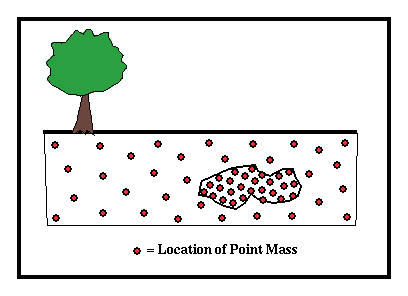 = Location of Point Mass